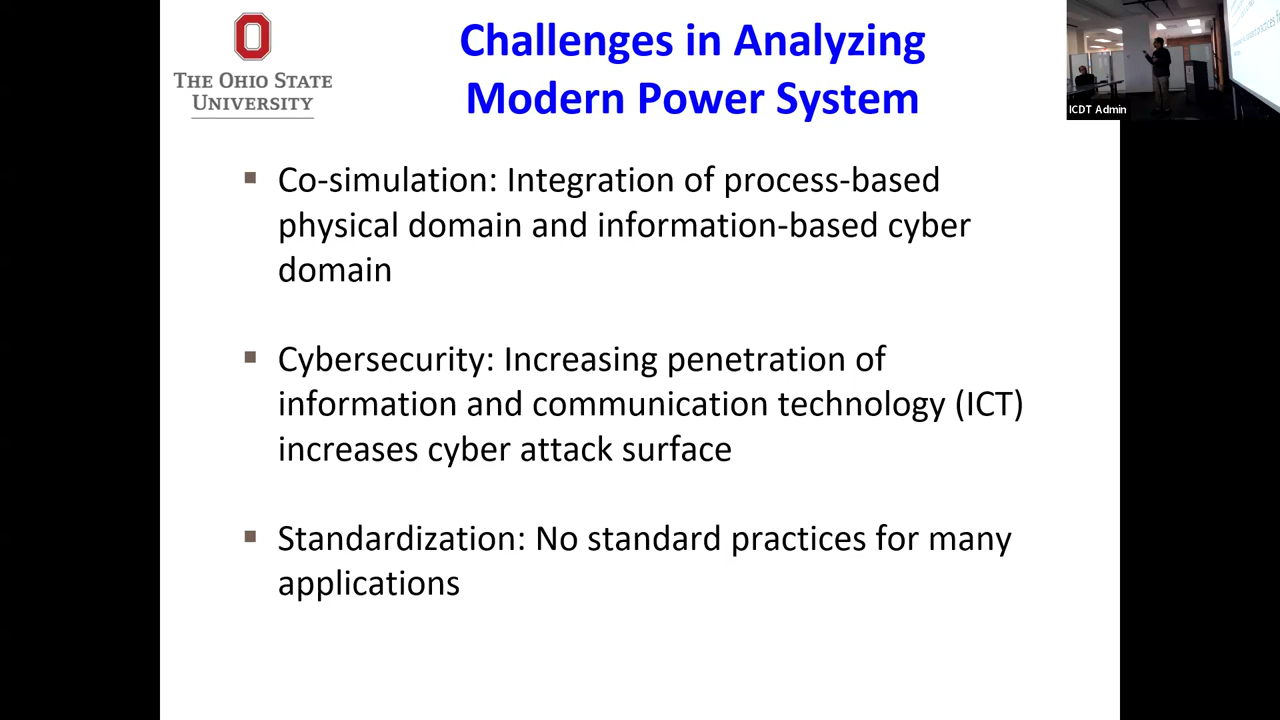 THE OHIO STATE
UNIVERSITY
Challenges in Analyzing
Modern Power System
ICDT Admin
▪ Co-simulation: Integration of process-based
physical domain and information-based cyber
domain
▪ Cybersecurity: Increasing penetration of
information and communication technology (ICT)
increases cyber attack surface
▪ Standardization: No standard practices for many
applications